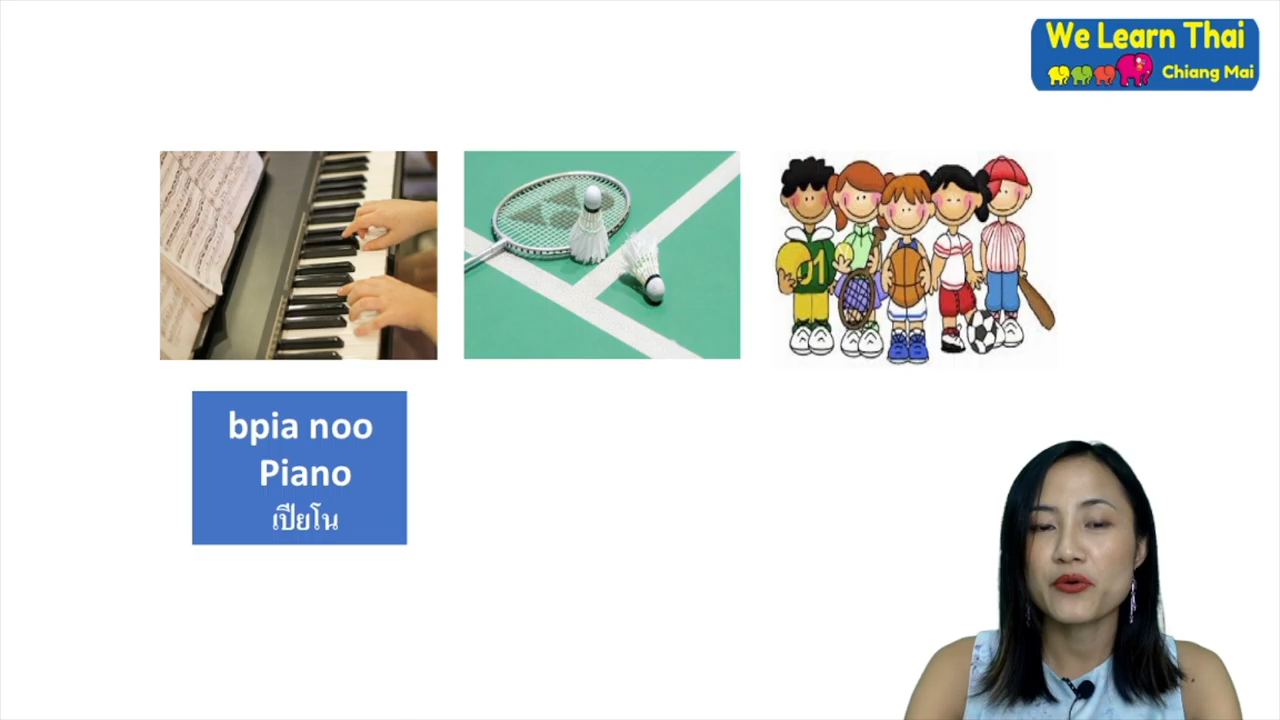 We Learn Thai
Chiang Mai
bpia noo
Piano
เปียโน